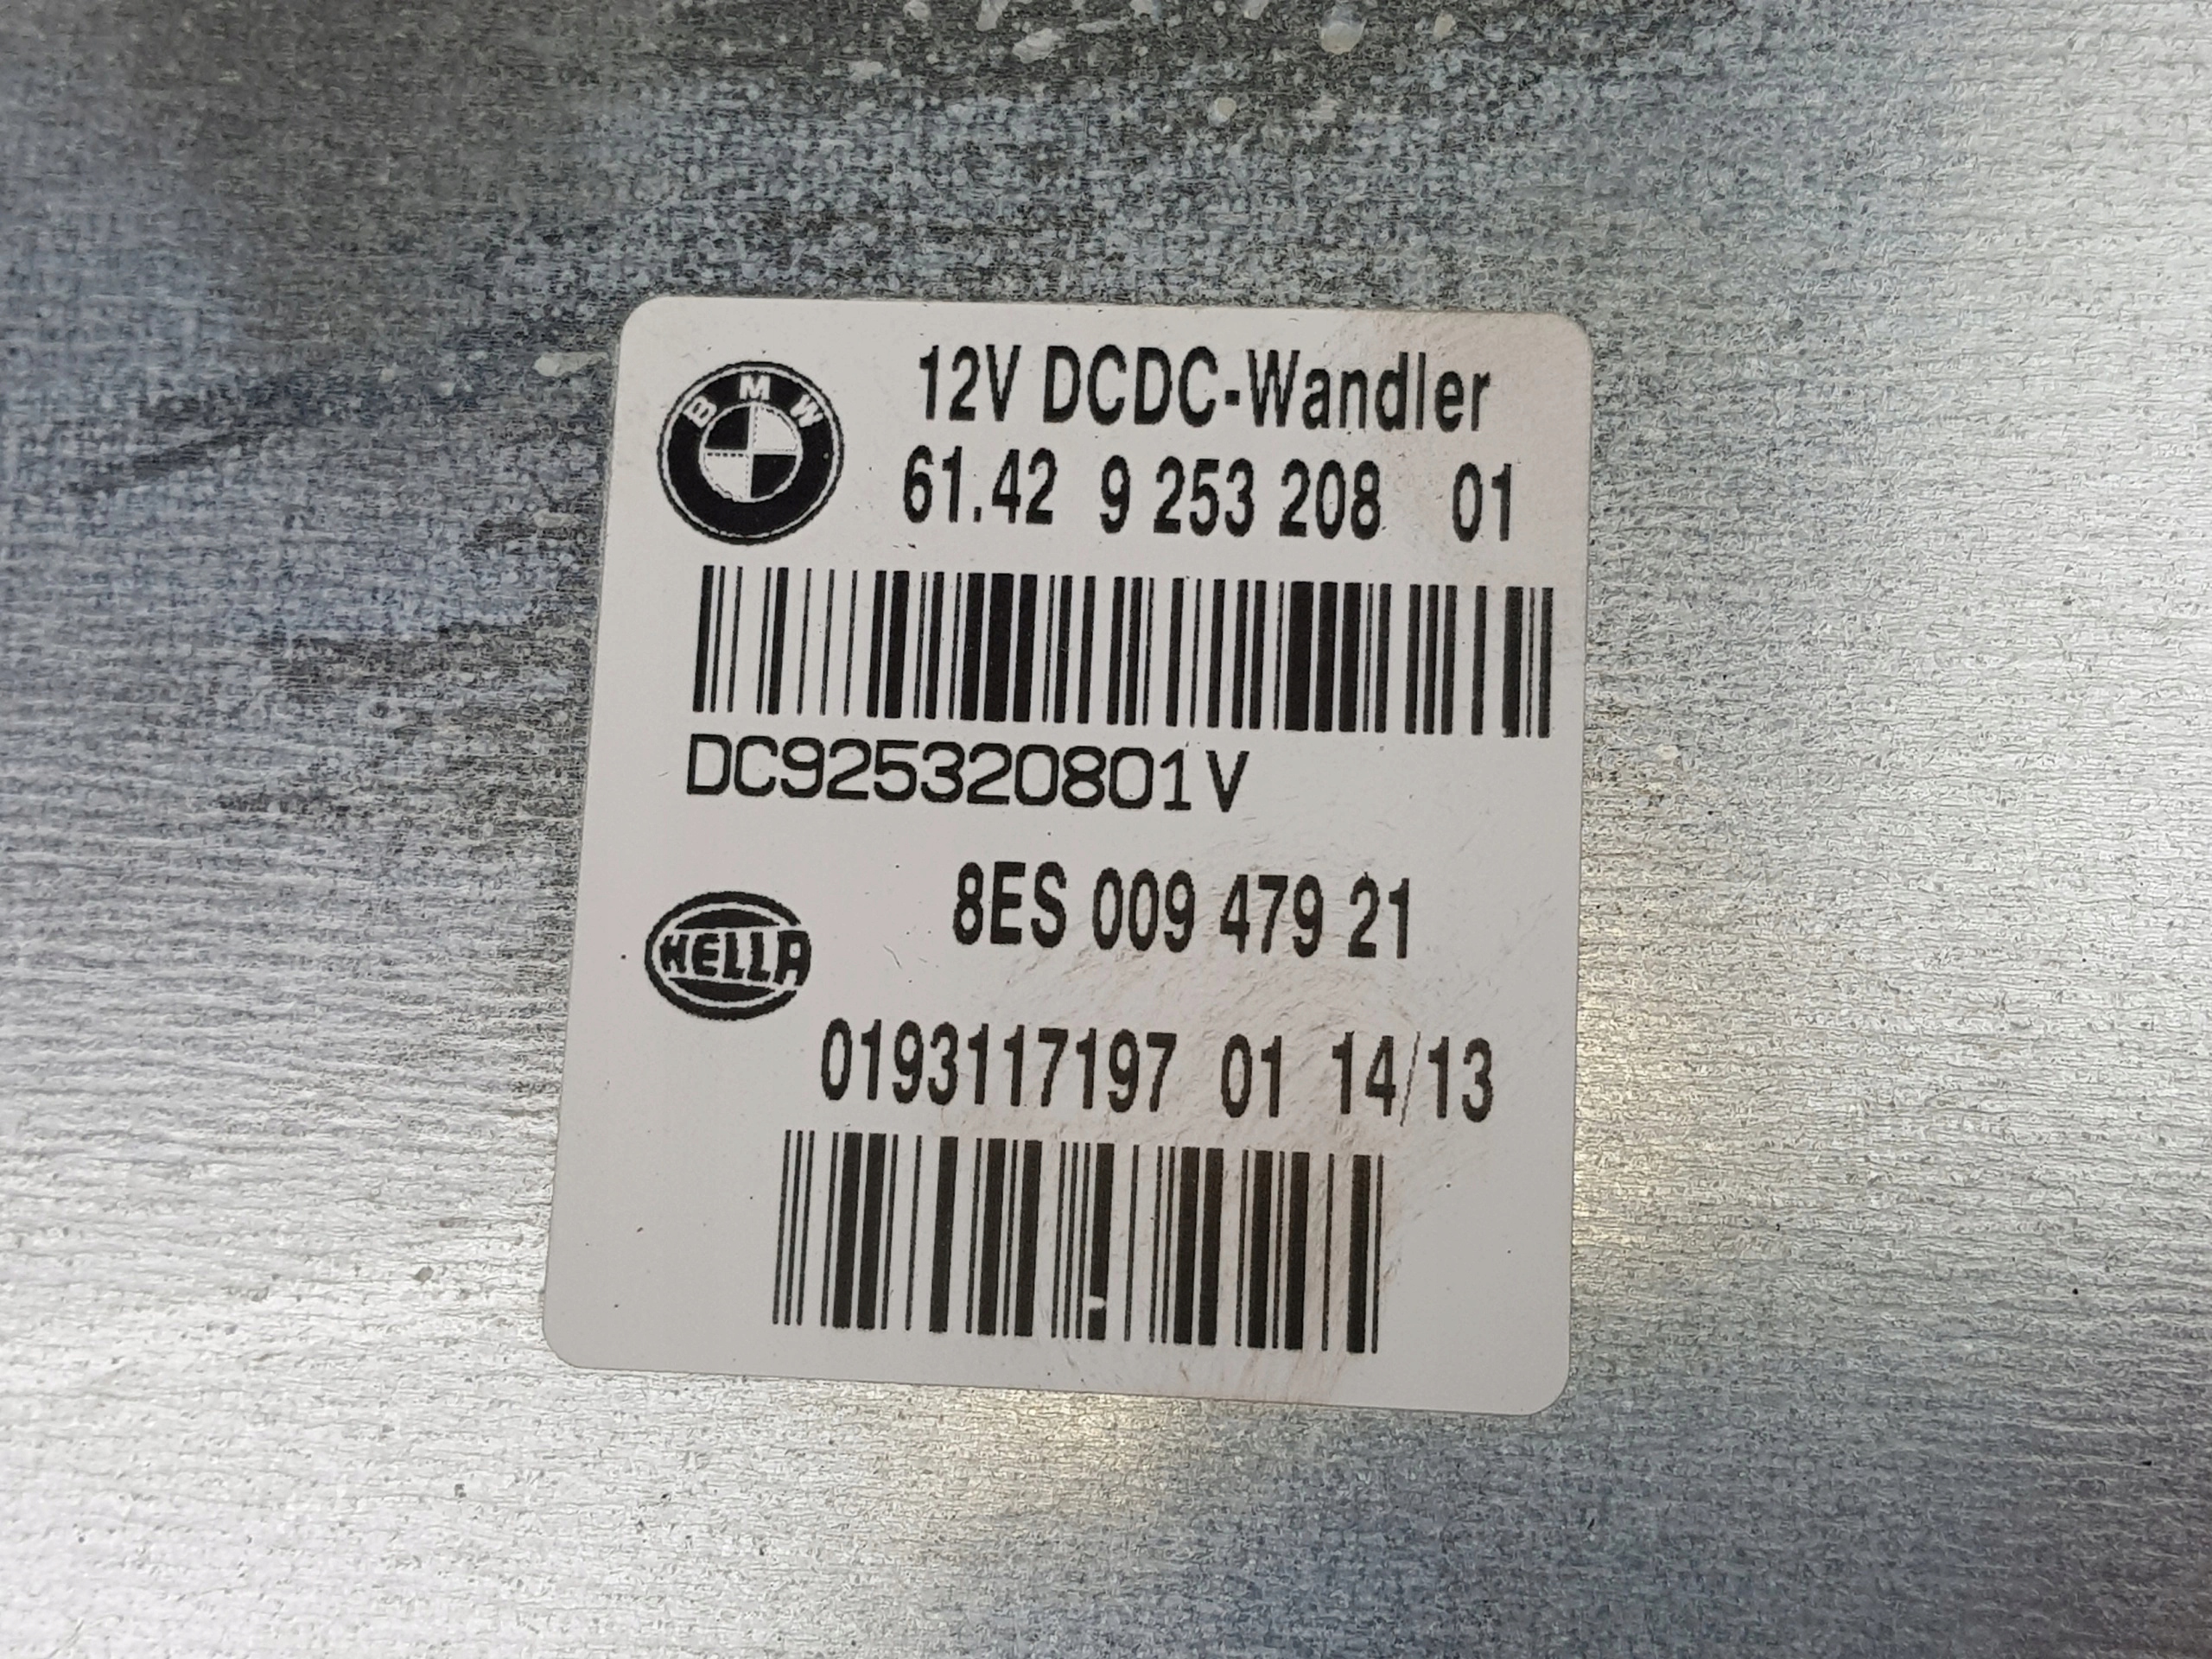 BMW
12V DCDC-Wandler
61.42 9 253 208 01
DC925320801V
8ES 009 479 21
HELLA
0193117197 01 14/13